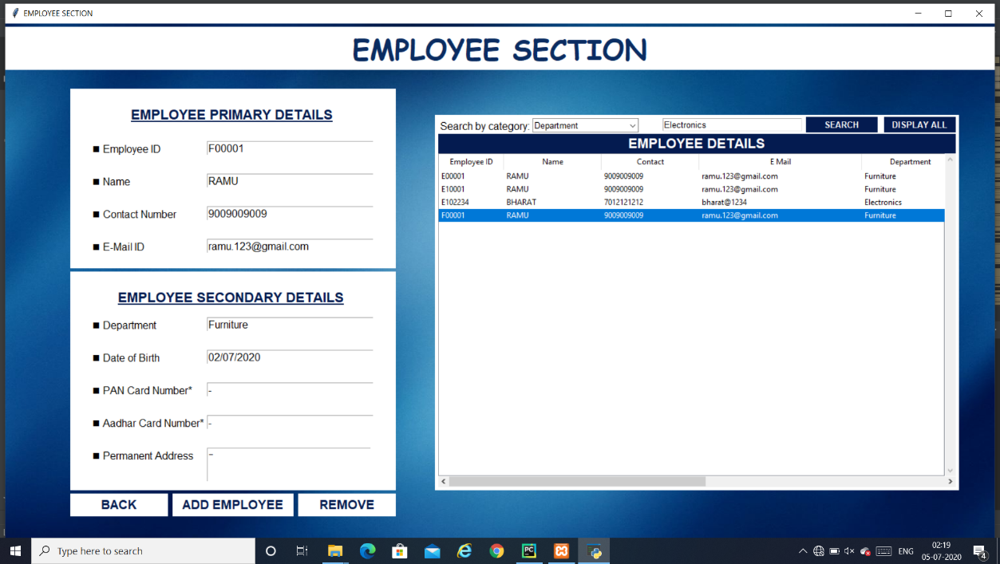 EMPLOYEE SECTION
EMPLOYEE SECTION
EMPLOYEE PRIMARY DETAILS
Employee ID F00001
Name RAMU
Contact Number 9009009009
E-Mail ID ramu.123@gmail.com
EMPLOYEE SECONDARY DETAILS
Department Furniture
Date of Birth 02/07/2020
PAN Card Number* -
Aadhar Card Number* -
Permanent Address -
BACK ADD EMPLOYEE REMOVE
Search by category: Department Electronics SEARCH DISPLAY ALL
EMPLOYEE DETAILS
Employee ID Name Contact E Mail Department
E00001 RAMU 9009009009 ramu.123@gmail.com Furniture
E10001 RAMU 9009009009 ramu.123@gmail.com Furniture
E102234 BHARAT 7012121212 bharat@1234 Electronics
F00001 RAMU 9009009009 ramu.123@gmail.com Furniture
Type here to search
PC
ENG
02:19
05-07-2020
4